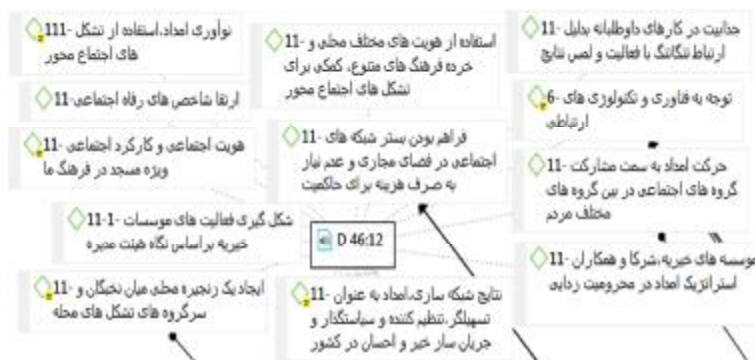 111- نوآوری امداد،استفاده از تشکل
های اجتماع محور
11- ارتقا شاخص های رفاه اجتماعی
11- هویت اجتماعی و کارکرد اجتماعی
ویژه مسجد در فرهنگ ما
11-1- شکل گیری فعالیت های موسسات
خیریه براساس نگاه هیئت مدیره
11- ایجاد یک زنجیره محلی میان نخبگان و
سرگروه های تشکل های محله
11- استفاده از هویت های مختلف محلی و
خرده فرهنگ های متنوع، کمکی برای
تشکل های اجتماع محور
11- فراهم بودن بستر شبکه های
اجتماعی در فضای مجازی و عدم نیاز
به صرف هزینه برای حاکمیت
D 46:12
11- نتایج شبکه سازی،امداد به عنوان
تسهیلگر،تنظیم کننده و سیاستگذار و
جریان ساز خیر و احسان در کشور
11- جذابیت در کار های داوطلبانه بدلیل
ارتباط تنگاتنگ با فعالیت و لمس نتایج
6- توجه به فناوری و تکنولوژی های
ارتباطی
11- حرکت امداد به سمت مشارکت
گروه های اجتماعی در بین گروه های
مختلف مردم
11- موسسه های خیریه،شرکا و همکاران
استراتژیک امداد در محرومیت زدایی